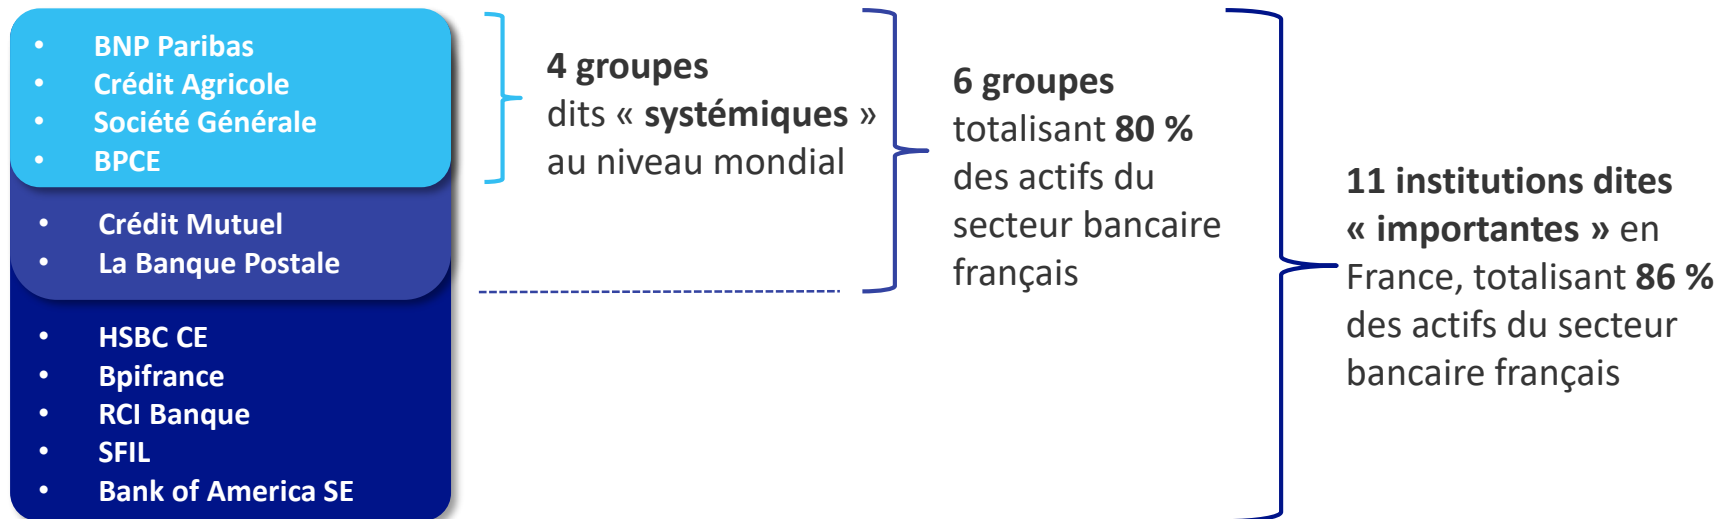 • BNP Paribas
• Crédit Agricole
• Société Générale
• BPCE
• Crédit Mutuel
• La Banque Postale
• HSBC CE
• Bpifrance
• RCI Banque
• SFIL
• Bank of America SE
4 groupes
dits « systémiques »
au niveau mondial
6 groupes
totalisant 80 %
des actifs du
secteur bancaire
français
11 institutions dites
« importantes » en
France, totalisant 86 %
des actifs du secteur
bancaire français